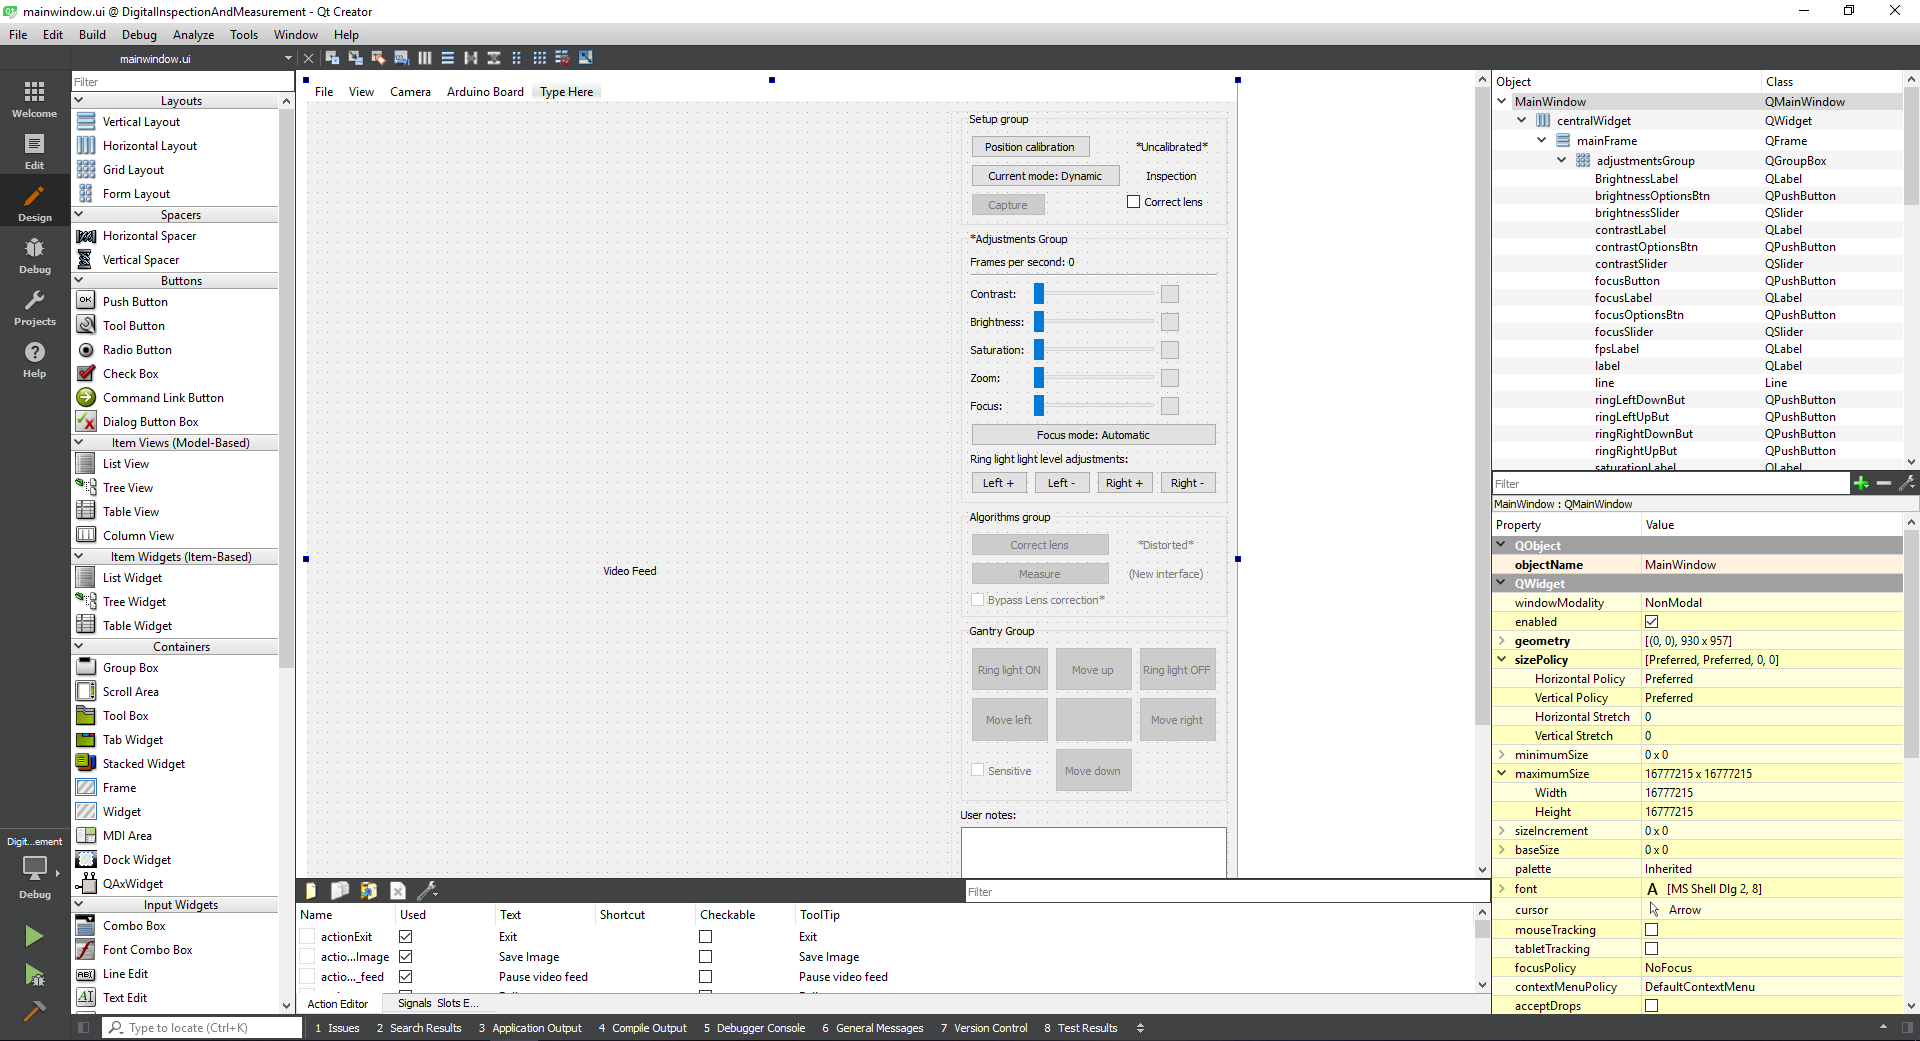 mainwindow.ui @ DigitalInspectionAndMeasurement - Qt Creator
File Edit Build Debug Analyze Tools Window Help
mainwindow.ui
Welcome
Edit
Design
Debug
Projects
Help
Digit...ement
Debug
Filter
Layouts
Vertical Layout
Horizontal Layout
Grid Layout
Form Layout
Spacers
Horizontal Spacer
Vertical Spacer
Buttons
OK Push Button
Tool Button
Radio Button
Check Box
Command Link Button
Dialog Button Box
Item Views (Model-Based)
List View
Tree View
Table View
Column View
Item Widgets (Item-Based)
List Widget
Tree Widget
Table Widget
Containers
Group Box
Scroll Area
Tool Box
Tab Widget
Stacked Widget
Frame
Widget
MDI Area
Dock Widget
QAxWidget
Input Widgets
Combo Box
Font Combo Box
Line Edit
Text Edit
File View Camera Arduino Board Type Here
Video Feed
Setup group
Position calibration *Uncalibrated*
Current mode: Dynamic Inspection
Capture Correct lens
*Adjustments Group
Frames per second: 0
Contrast:
Brightness:
Saturation:
Zoom:
Focus:
Focus mode: Automatic
Ring light light level adjustments:
Left + Left - Right + Right -
Algorithms group
Correct lens *Distorted*
Measure (New interface)
Bypass Lens correction*
Gantry Group
Ring light ON Move up Ring light OFF
Move left Move right
Sensitive Move down
User notes:
Filter
Name Used Text Shortcut Checkable ToolTip
actionExit Exit Exit
actio...Image Save Image Save Image
actio..._feed Pause video feed Pause video feed
Action Editor Signals Slots E...
Object Class
MainWindow QMainWindow
centralWidget QWidget
mainFrame QFrame
adjustmentsGroup QGroupBox
BrightnessLabel QLabel
brightnessOptionsBtn QPushButton
brightnessSlider QSlider
contrastLabel QLabel
contrastOptionsBtn QPushButton
contrastSlider QSlider
focusButton QPushButton
focusLabel QLabel
focusOptionsBtn QPushButton
focusSlider QSlider
fpsLabel QLabel
label QLabel
line Line
ringLeftDownBut QPushButton
ringLeftUpBut QPushButton
ringRightDownBut QPushButton
ringRightUpBut QPushButton
saturationLabel QLabel
Filter
MainWindow : QMainWindow
Property Value
QObject
objectName MainWindow
QWidget
windowModality NonModal
enabled
geometry [(0, 0), 930 x 957]
sizePolicy [Preferred, Preferred, 0, 0]
Horizontal Policy Preferred
Vertical Policy Preferred
Horizontal Stretch 0
Vertical Stretch 0
minimumSize 0 x 0
maximumSize 16777215 x 16777215
Width 16777215
Height 16777215
sizeIncrement 0 x 0
baseSize 0 x 0
palette Inherited
font A [MS Shell Dlg 2, 8]
cursor Arrow
mouseTracking
tabletTracking
focusPolicy NoFocus
contextMenuPolicy DefaultContextMenu
acceptDrops
Type to locate (Ctrl+K) 1 Issues 2 Search Results 3 Application Output 4 Compile Output 5 Debugger Console 6 General Messages 7 Version Control 8 Test Results